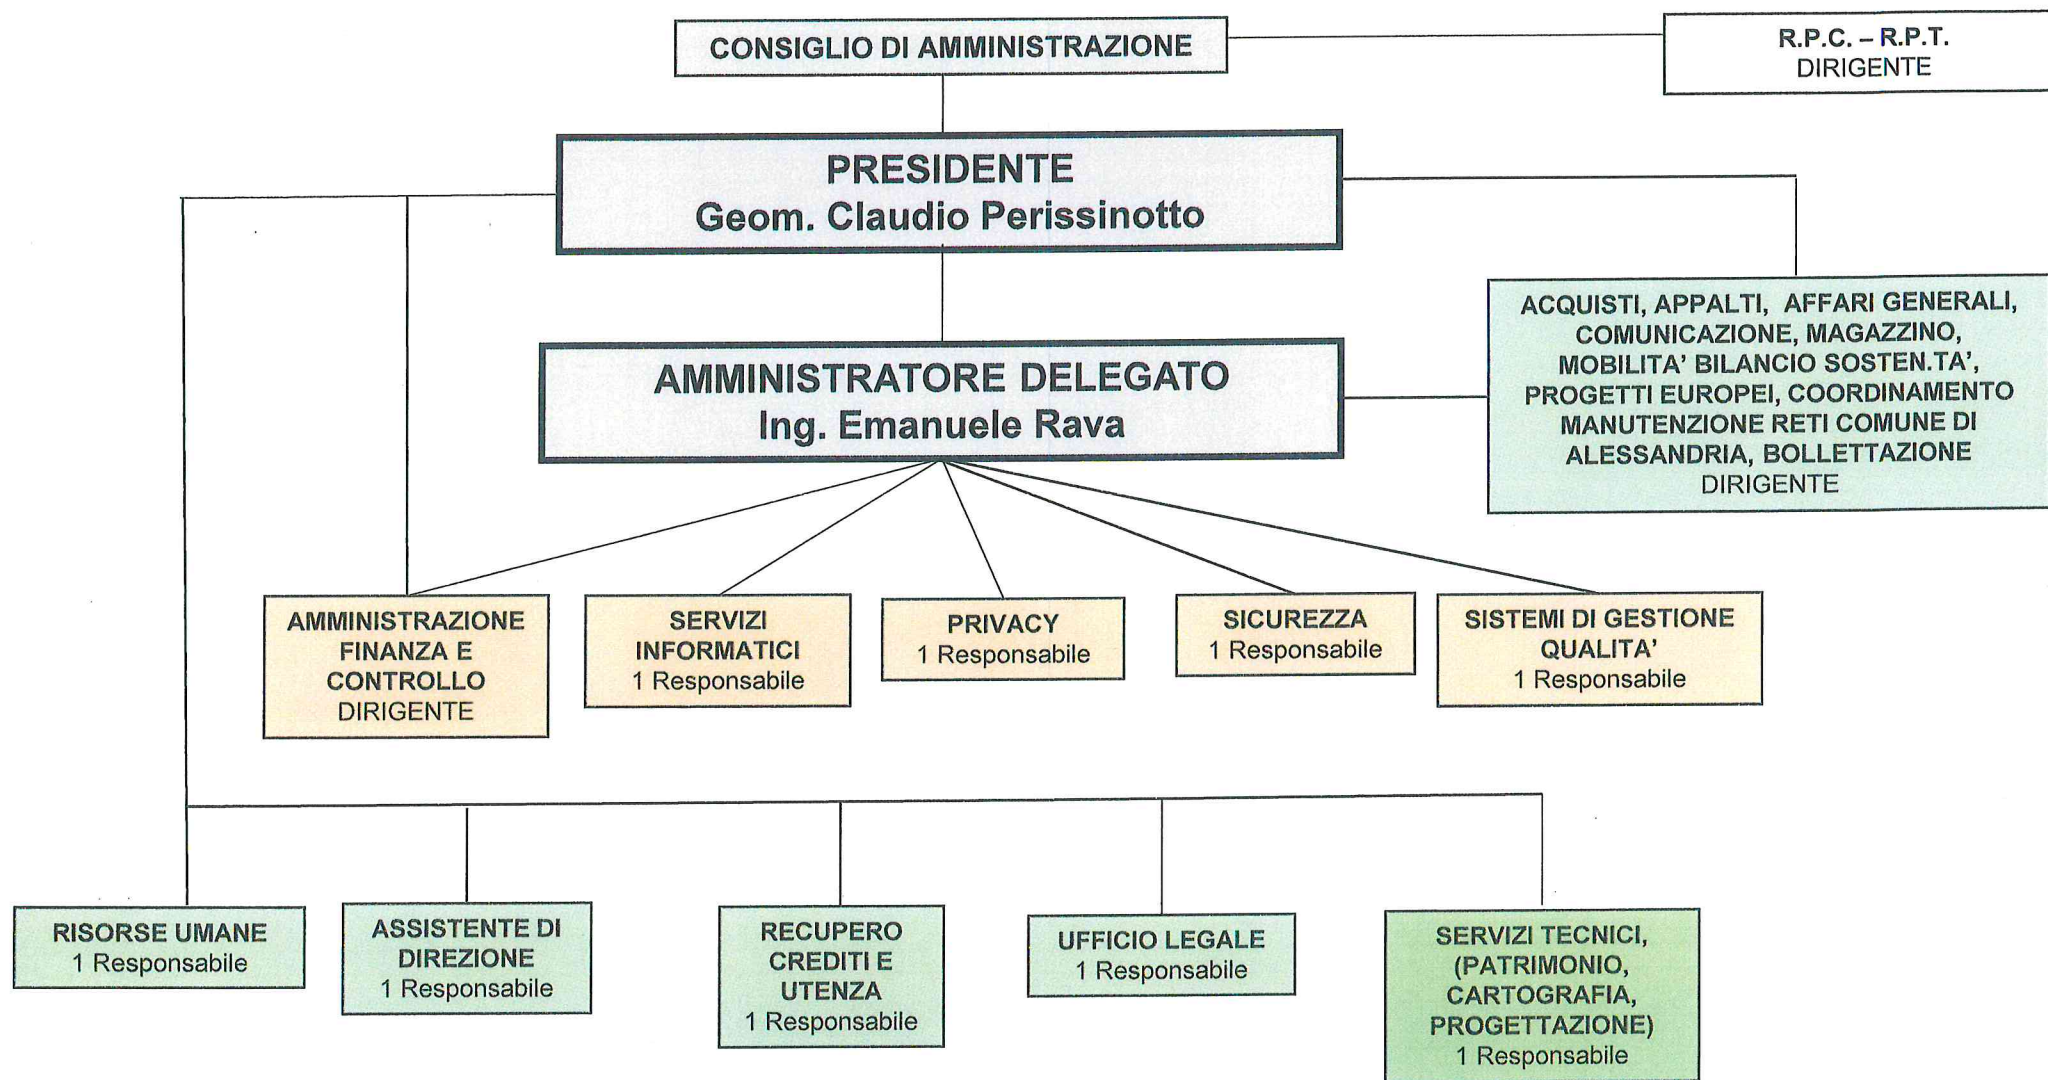 CONSIGLIO DI AMMINISTRAZIONE
R.P.C. – R.P.T.
DIRIGENTE
PRESIDENTE
Geom. Claudio Perissinotto
ACQUISTI, APPALTI, AFFARI GENERALI,
COMUNICAZIONE, MAGAZZINO,
MOBILITA’ BILANCIO SOSTEN.TA’,
PROGETTI EUROPEI, COORDINAMENTO
MANUTENZIONE RETI COMUNE DI
ALESSANDRIA, BOLLETTAZIONE
DIRIGENTE
AMMINISTRATORE DELEGATO
Ing. Emanuele Rava
AMMINISTRAZIONE
FINANZA E
CONTROLLO
DIRIGENTE
SERVIZI
INFORMATICI
1 Responsabile
PRIVACY
1 Responsabile
SICUREZZA
1 Responsabile
SISTEMI DI GESTIONE
QUALITA’
1 Responsabile
RISORSE UMANE
1 Responsabile
ASSISTENTE DI
DIREZIONE
1 Responsabile
RECUPERO
CREDITI E
UTENZA
1 Responsabile
UFFICIO LEGALE
1 Responsabile
SERVIZI TECNICI,
(PATRIMONIO,
CARTOGRAFIA,
PROGETTAZIONE)
1 Responsabile